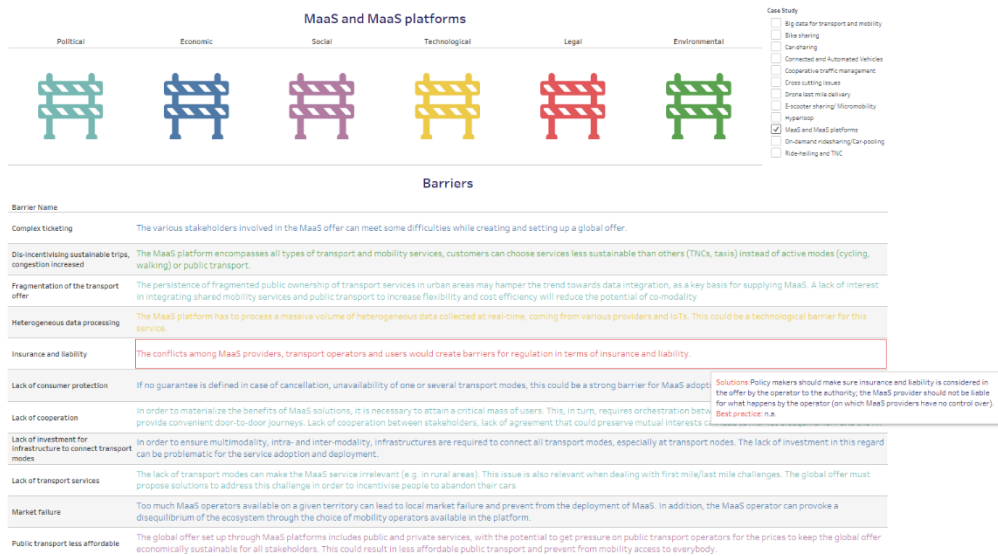 MaaS and MaaS platforms
Political
Economic
Social
Technological
Legal
Environmental
Case Study
Big data for transport and mobility
Bike sharing
Car-sharing
Connected and Automated Vehicles
Cooperative traffic management
Cross cutting issues
Drone last mile delivery
E-scooter sharing/ Micromobility
Hyperloop
MaaS and MaaS platforms
On-demand ridesharing/Car-pooling
Ride-hailing and TNC
Barriers
Barrier Name
Complex ticketing
The various stakeholders involved in the MaaS offer can meet some difficulties while creating and setting up a global offer.
Dis-incentivising sustainable trips,
congestion increased
The MaaS platform encompasses all types of transport and mobility services, customers can choose services less sustainable than others (TNCs, taxis) instead of active modes (cycling,
walking) or public transport.
Fragmentation of the transport
offer
The persistence of fragmented public ownership of transport services in urban areas may hamper the trend towards data integration, as a key basis for supplying MaaS. A lack of interest
in integrating shared mobility services and public transport to increase flexibility and cost efficiency will reduce the potential of co-modality
Heterogeneous data processing
The MaaS platform has to process a massive volume of heterogeneous data collected at real-time, coming from various providers and IoTs. This could be a technological barrier for this
service.
Insurance and liability
The conflicts among MaaS providers, transport operators and users would create barriers for regulation in terms of insurance and liability.
Lack of consumer protection
If no guarantee is defined in case of cancellation, unavailability of one or several transport modes, this could be a strong barrier for MaaS adopti
Solutions:Policy makers should make sure insurance and liability is considered in
the offer by the operator to the authority; the MaaS provider should not be liable
for what happens by the operator (on which MaaS providers have no control over).
Best practice: n.a.
Lack of cooperation
In order to materialize the benefits of MaaS solutions, it is necessary to attain a critical mass of users. This, in turn, requires orchestration betw
provide convenient door-to-door journeys. Lack of cooperation between stakeholders, lack of agreement that could preserve mutual interests
Lack of investment for
infrastructure to connect transport
modes
In order to ensure multimodality, intra- and inter-modality, infrastructures are required to connect all transport modes, especially at transport nodes. The lack of investment in this regard
can be problematic for the service adoption and deployment.
Lack of transport services
The lack of transport modes can make the MaaS service irrelevant (e.g. in rural areas). This issue is also relevant when dealing with first mile/last mile challenges. The global offer must
propose solutions to address this challenge in order to incentivise people to abandon their cars
Market failure
Too much MaaS operators available on a given territory can lead to local market failure and prevent from the deployment of MaaS. In addition, the MaaS operator can provoke a
disequilibrium of the ecosystem through the choice of mobility operators available in the platform.
Public transport less affordable
The global offer set up through MaaS platforms includes public and private services, with the potential to get pressure on public transport operators for the prices to keep the global offer
economically sustainable for all stakeholders. This could result in less affordable public transport and prevent from mobility access to everybody.